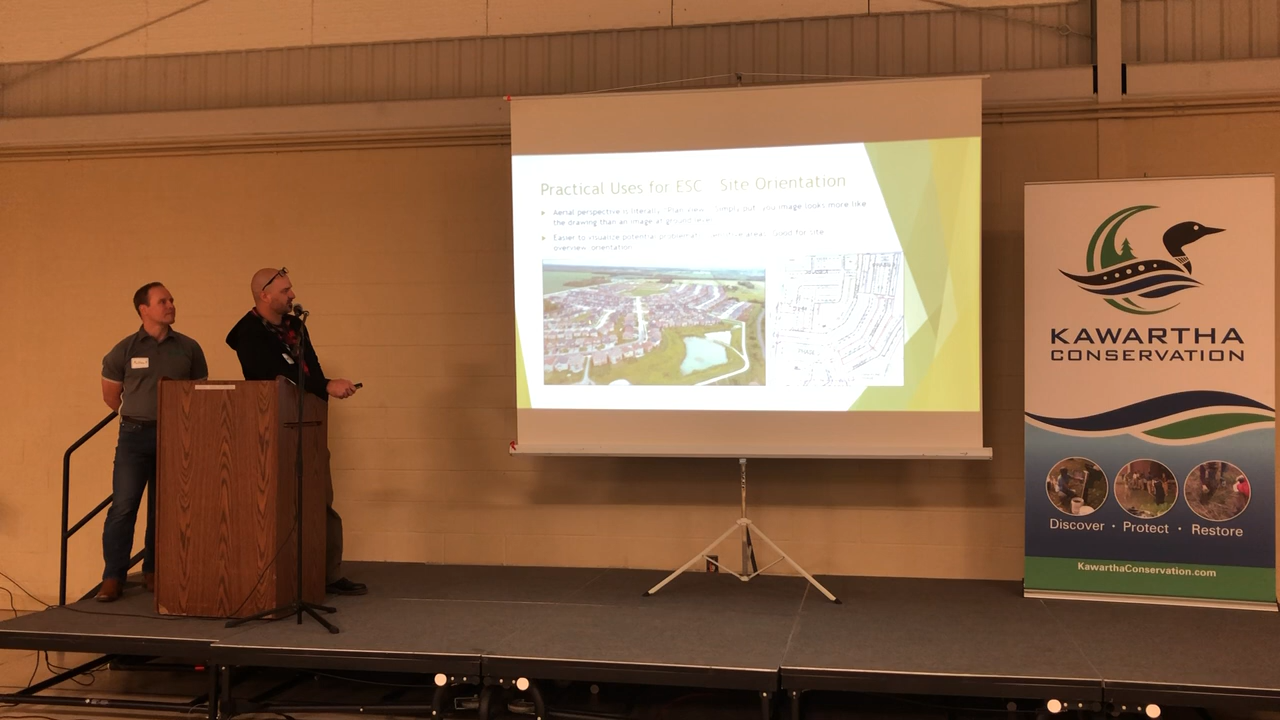 Practical Uses for ESC Site Orientation
Aerial perspective is literally "Plan view" "Simply put" you image looks more like
the drawing than an image at ground level
Easier to visualize potential problematic / sensitive areas Good for site
overview orientation
PHASE
KAWARTHA
CONSERVATION
Discover · Protect · Restore
KawarthaConservation.com